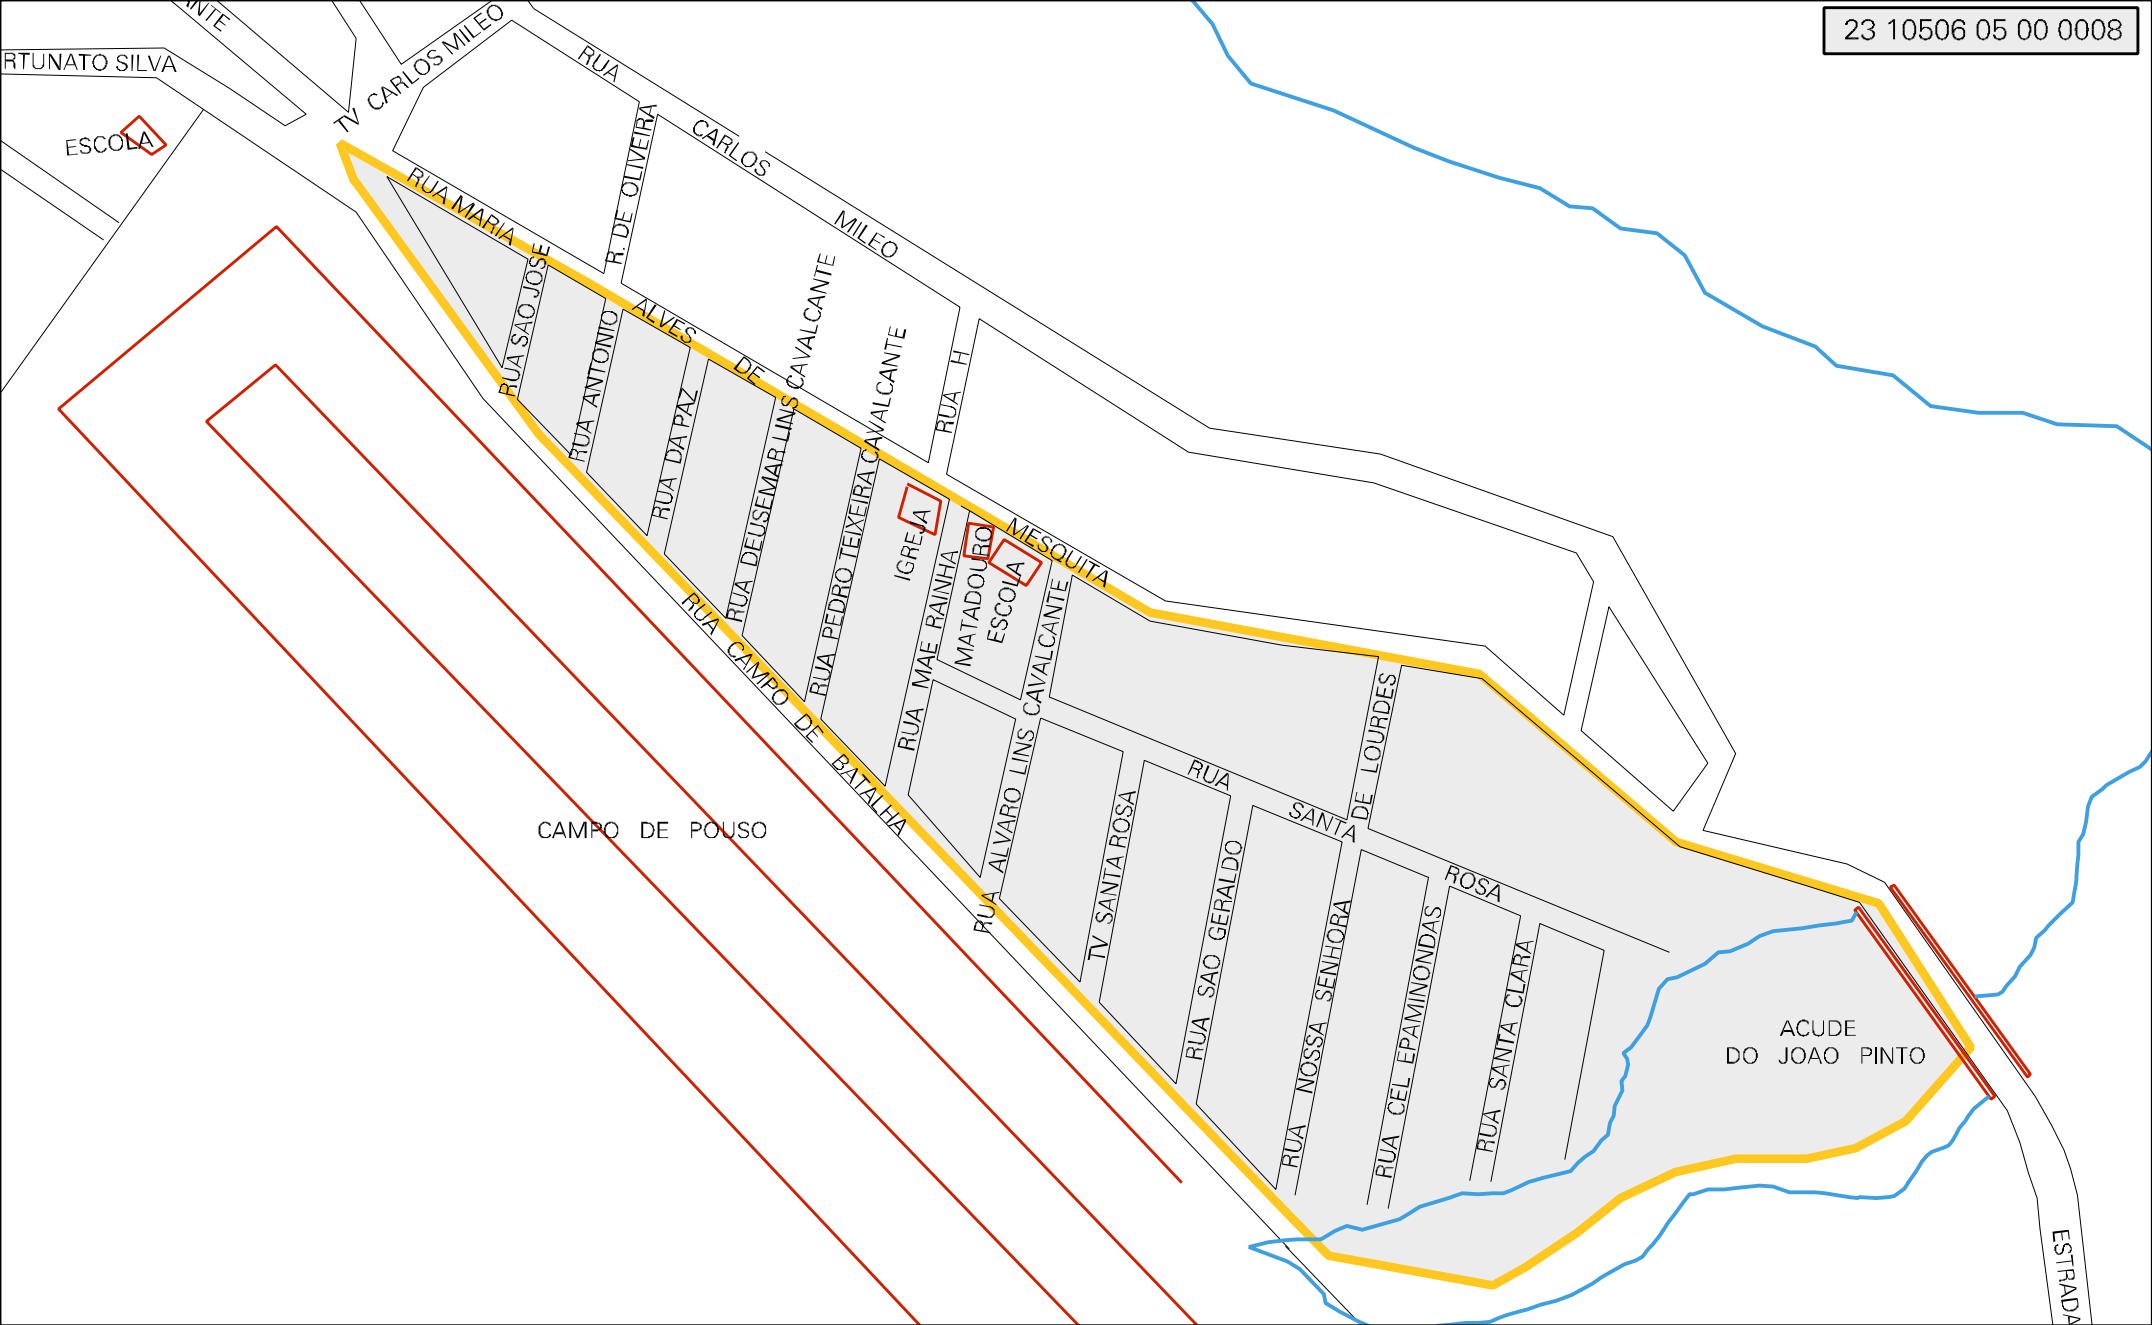 23 10506 05 00 0008
ANTE
RTUNATO SILVA
TV CARLOS MILEO
ESCOLA
RUA CARLOS MILEO
R. DE OLIVEIRA
RUA MARIA ALVES DE MESQUITA
RUA SAO JOSE
RUA ANTONIO
RUA DA PAZ
RUA DEUSEMAR LINS CAVALCANTE
RUA PEDRO TEIXEIRA CAVALCANTE
RUA H
IGREJA
RUA MAE RAINHA
MATADOURO
ESCOLA
RUA ALVARO LINS CAVALCANTE
RUA CAMPO DE BATALHA
CAMPO DE POUSO
RUA SANTA ROSA
TV SANTA ROSA
RUA SAO GERALDO
RUA NOSSA SENHORA DE LOURDES
RUA CEL EPAMINONDAS
RUA SANTA CLARA
ACUDE
DO JOAO PINTO
ESTRADA